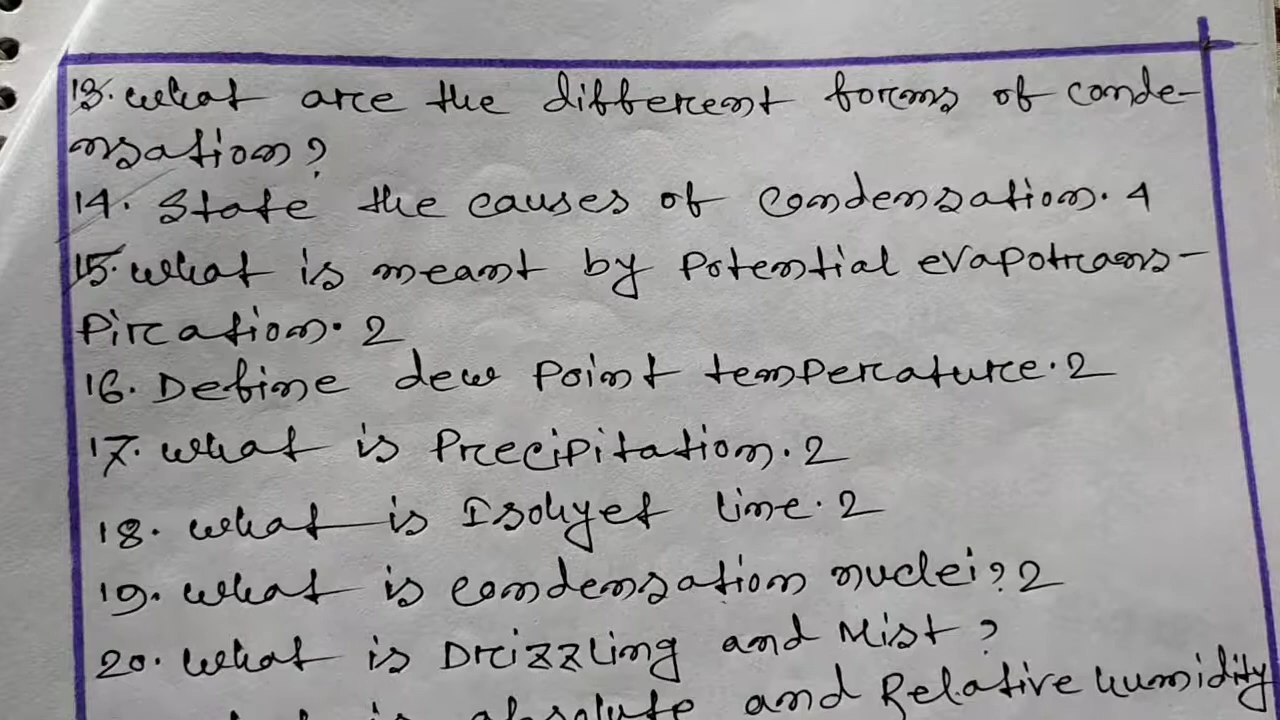 13. What are the different forms of conde-
nsation?
14. State the causes of condensation. 4
15. What is meant by Potential evapotrans-
Piration. 2
16. Define dew Point temperature. 2
17. What is Precipitation. 2
18. What is Isohyet line. 2
19. What is condensation nuclei? 2
20. What is Drizzling and Mist?
is absolute and Relative humidity